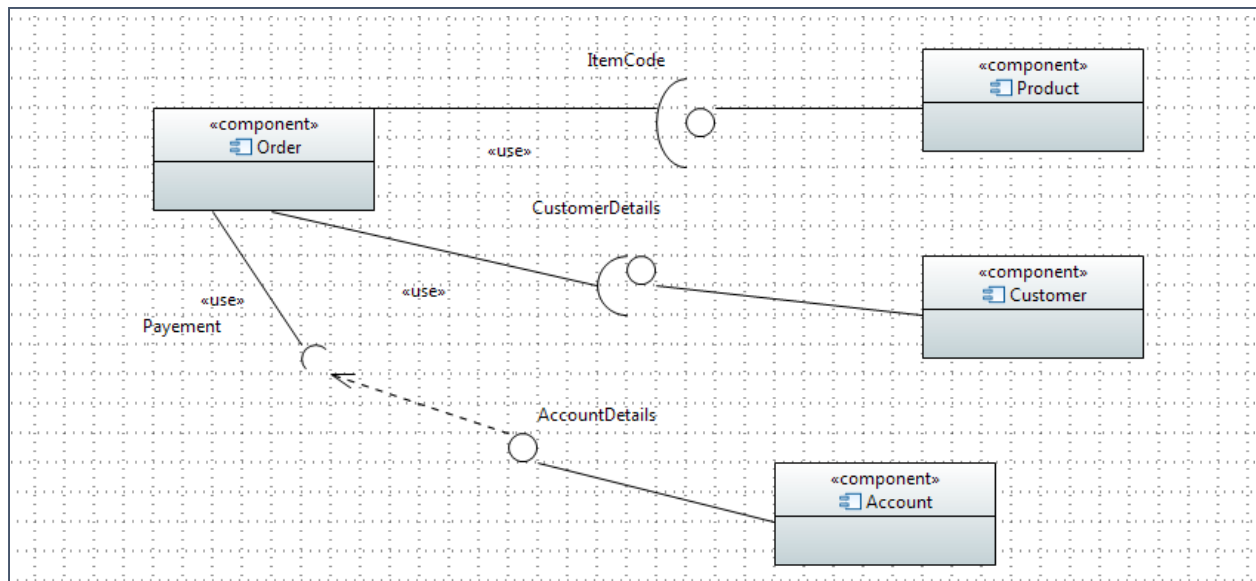 ItemCode
«component»
Product
«component»
Order
«use»
CustomerDetails
«component»
Customer
«use»
«use»
Payement
AccountDetails
«component»
Account